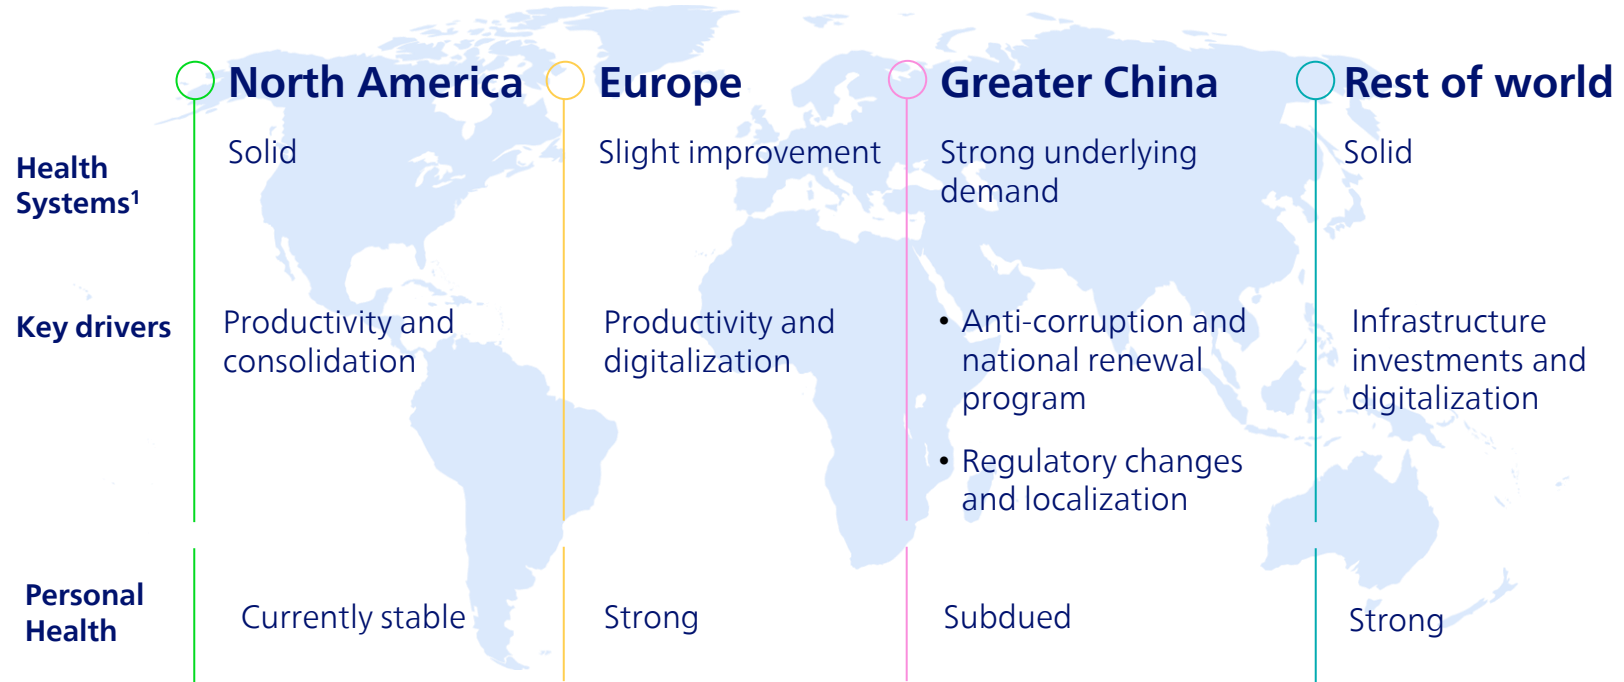 North America
Europe
Greater China
Rest of world
Health
Systems¹
Solid
Slight improvement
Strong underlying
demand
Solid
Key drivers
Productivity and
consolidation
Productivity and
digitalization
• Anti-corruption and
national renewal
program
• Regulatory changes
and localization
Infrastructure
investments and
digitalization
Personal
Health
Currently stable
Strong
Subdued
Strong